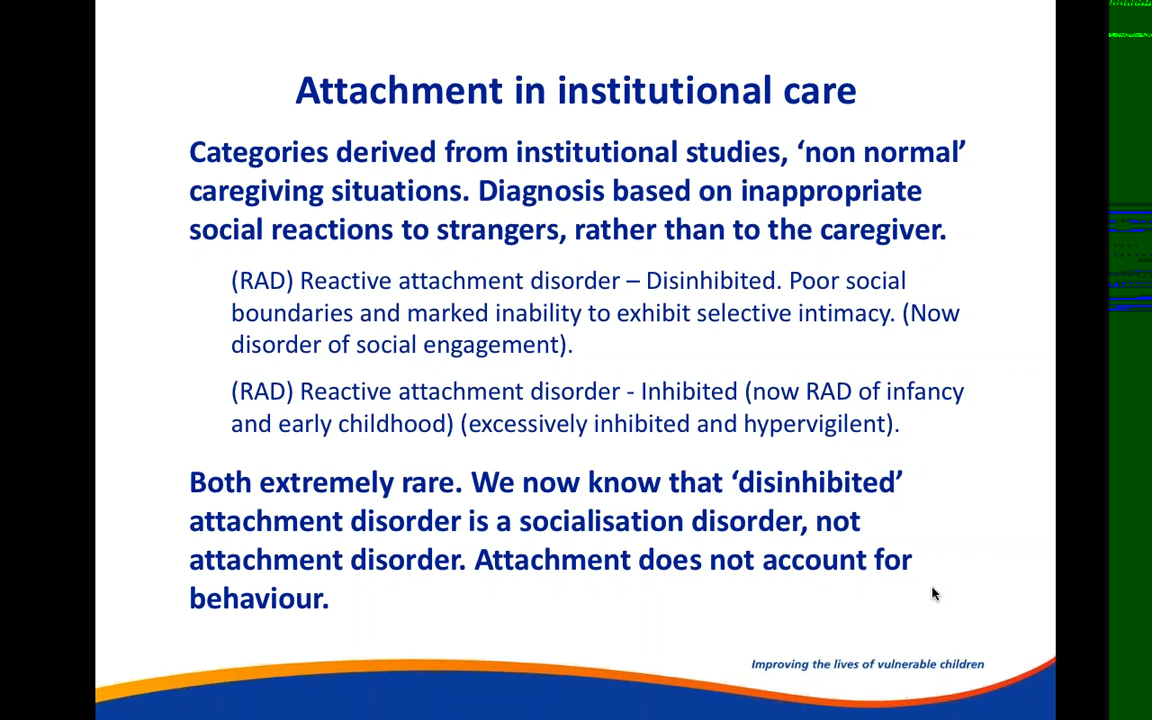 Attachment in institutional care
Categories derived from institutional studies, ‘non normal’
caregiving situations. Diagnosis based on inappropriate
social reactions to strangers, rather than to the caregiver.
(RAD) Reactive attachment disorder – Disinhibited. Poor social
boundaries and marked inability to exhibit selective intimacy. (Now
disorder of social engagement).
(RAD) Reactive attachment disorder - Inhibited (now RAD of infancy
and early childhood) (excessively inhibited and hypervigilent).
Both extremely rare. We now know that ‘disinhibited’
attachment disorder is a socialisation disorder, not
attachment disorder. Attachment does not account for
behaviour.
Improving the lives of vulnerable children